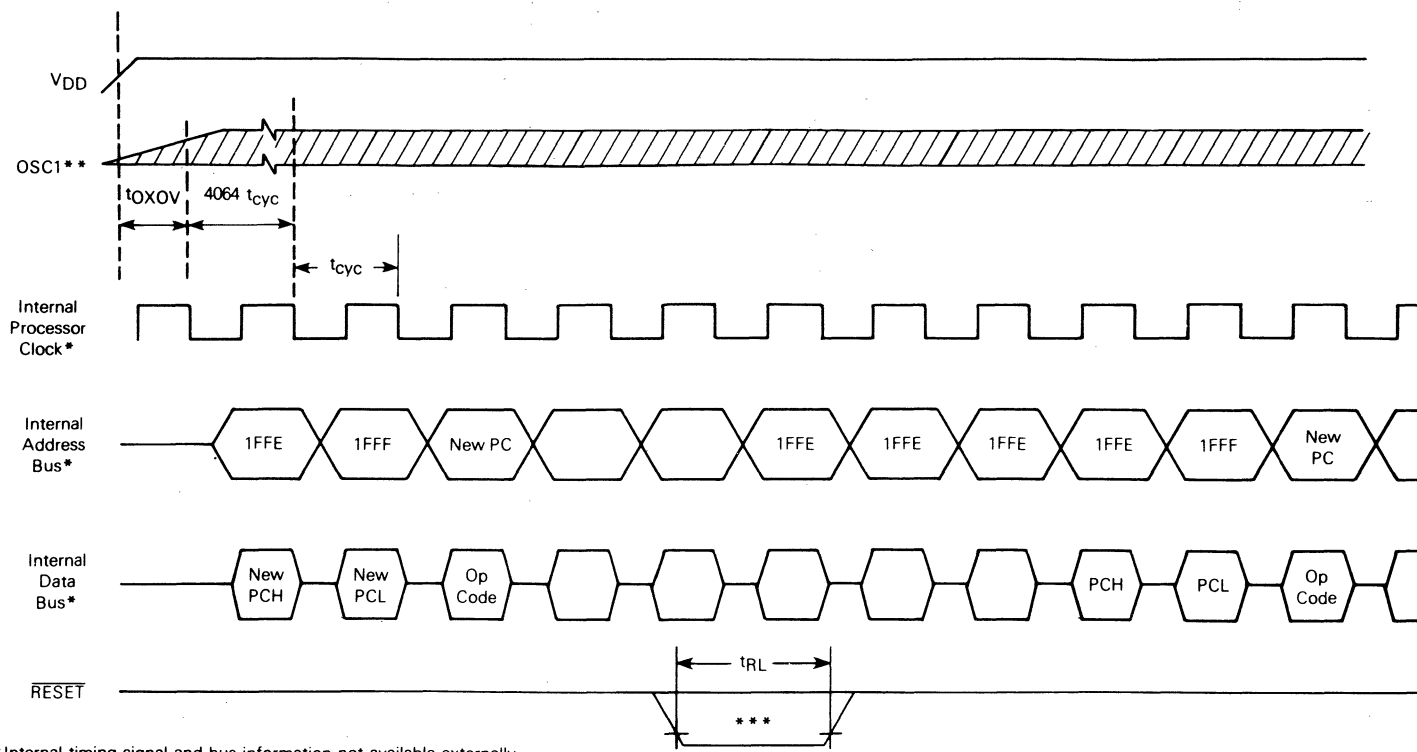 VDD
OSC1**
tOXOV
4064 tcyc
tcyc
Internal
Processor
Clock*
Internal
Address
Bus*
1FFE
1FFF
New PC
1FFE
1FFE
1FFE
1FFE
1FFF
New
PC
Internal
Data
Bus*
New
PCH
New
PCL
Op
Code
PCH
PCL
Op
Code
tRL
RESET
***
Internal timing signal and bus information not available externally